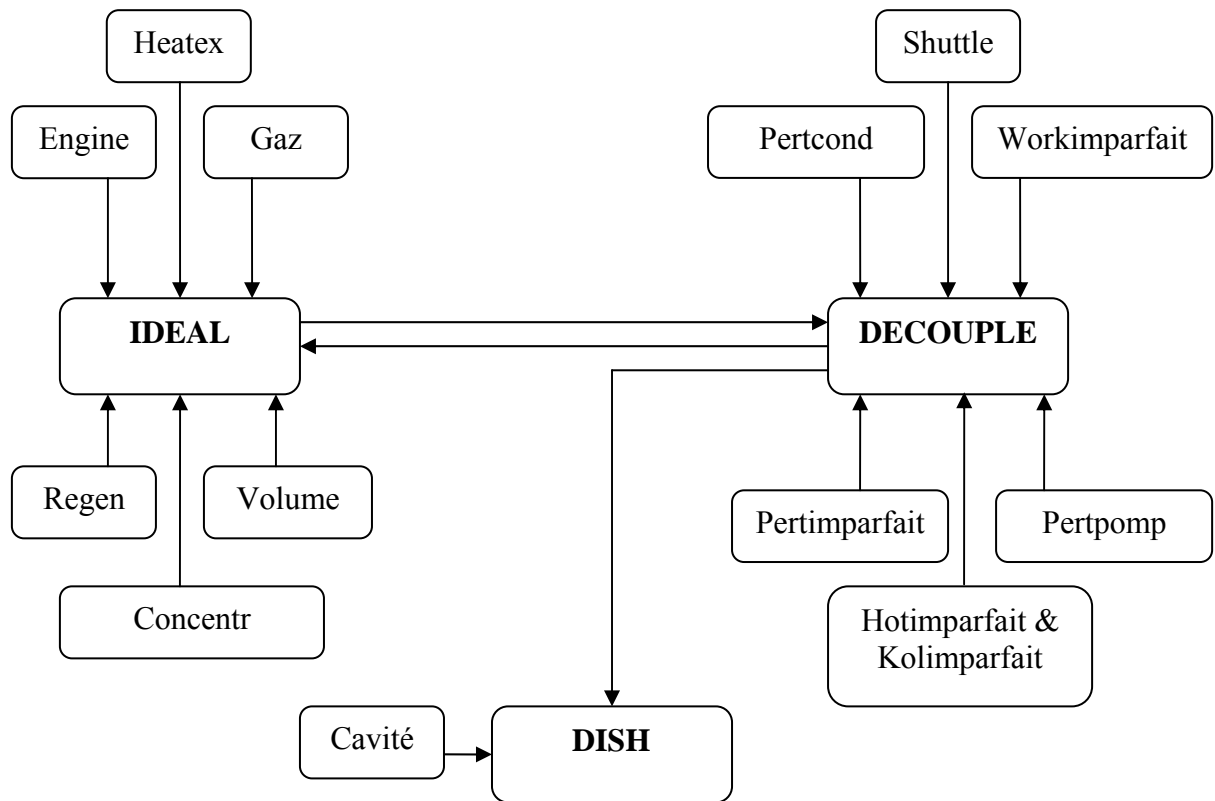 Heatex
Shuttle
Engine
Gaz
Pertcond
Workimparfait
IDEAL
DECOUPLE
Regen
Volume
Pertimparfait
Pertpomp
Concentr
Hotimparfait &
Kolimparfait
Cavité
DISH